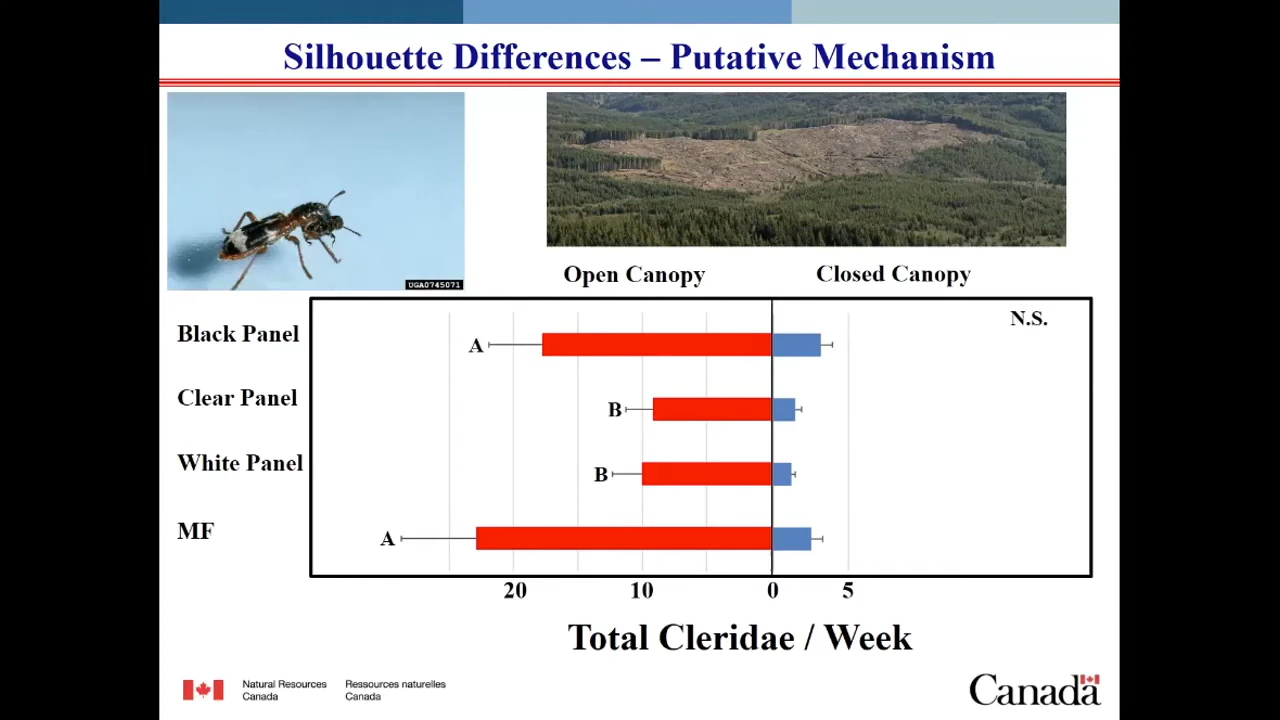 Silhouette Differences – Putative Mechanism
UGA0745071
Open Canopy
Closed Canopy
N.S.
Black Panel
A
Clear Panel
B
White Panel
B
MF
A
20
10
0
5
Total Cleridae / Week
Natural Resources
Canada
Ressources naturelles
Canada
Canada